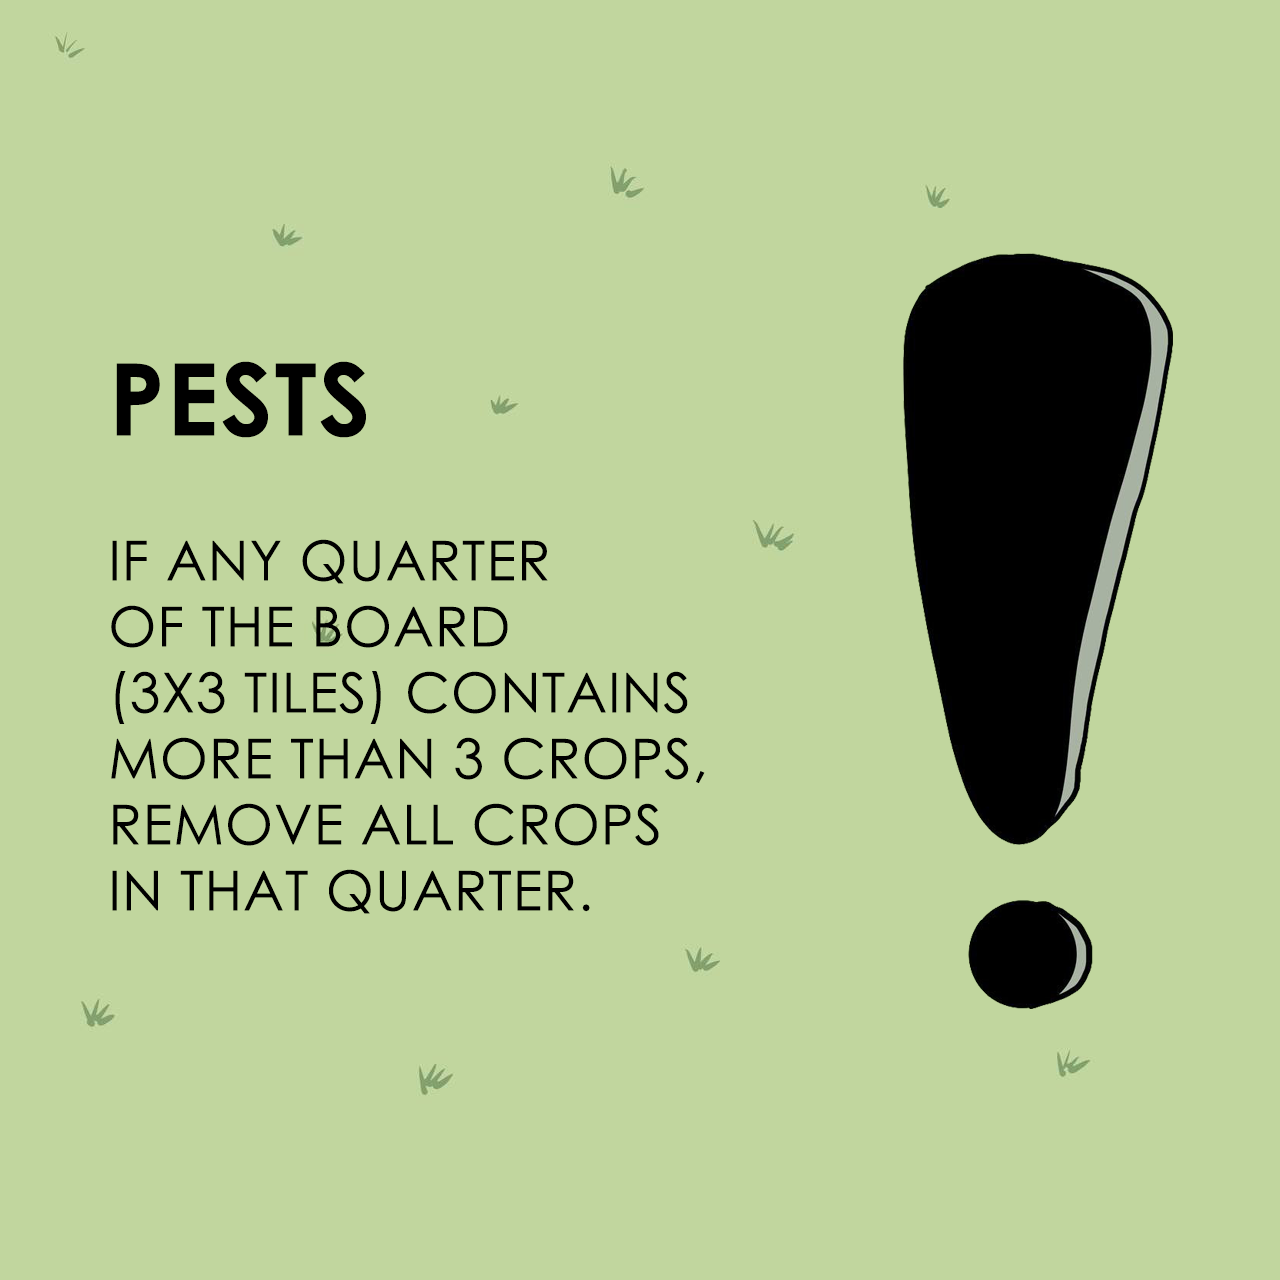 PESTS
IF ANY QUARTER
OF THE BOARD
(3X3 TILES) CONTAINS
MORE THAN 3 CROPS,
REMOVE ALL CROPS
IN THAT QUARTER.
!